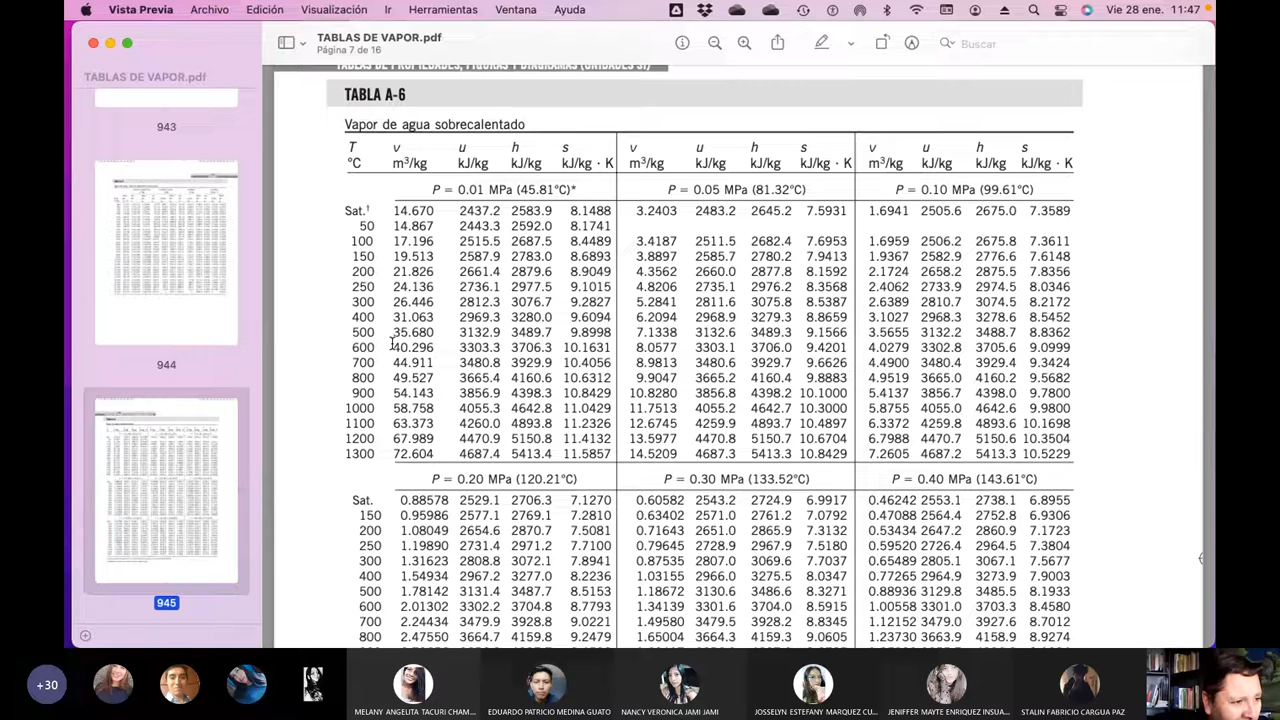 Vista Previa Archivo Edición Visualización Ir Herramientas Ventana Ayuda Vie 28 ene. 11:47
TABLAS DE VAPOR.pdf
Página 7 de 16
Buscar
TABLAS DE VAPOR.pdf
943
944
945
TABLAS DE PROPIEDADES, FIGURAS Y DIAGRAMAS (UNIDADES SI)
TABLA A-6
Vapor de agua sobrecalentado
T v u h s v u h s v u h s
°C m³/kg kJ/kg kJ/kg kJ/kg · K m³/kg kJ/kg kJ/kg kJ/kg · K m³/kg kJ/kg kJ/kg kJ/kg · K
P = 0.01 MPa (45.81°C)* P = 0.05 MPa (81.32°C) P = 0.10 MPa (99.61°C)
Sat.† 14.670 2437.2 2583.9 8.1488 3.2403 2483.2 2645.2 7.5931 1.6941 2505.6 2675.0 7.3589
50 14.867 2443.3 2592.0 8.1741
100 17.196 2515.5 2687.5 8.4489 3.4187 2511.5 2682.4 7.6953 1.6959 2506.2 2675.8 7.3611
150 19.513 2587.9 2783.0 8.6893 3.8897 2585.7 2780.2 7.9413 1.9367 2582.9 2776.6 7.6148
200 21.826 2661.4 2879.6 8.9049 4.3562 2660.0 2877.8 8.1592 2.1724 2658.2 2875.5 7.8356
250 24.136 2736.1 2977.5 9.1015 4.8206 2735.1 2976.2 8.3568 2.4062 2733.9 2974.5 8.0346
300 26.446 2812.3 3076.7 9.2827 5.2841 2811.6 3075.8 8.5387 2.6389 2810.7 3074.5 8.2172
400 31.063 2969.3 3280.0 9.6094 6.2094 2968.9 3279.3 8.8659 3.1027 2968.3 3278.6 8.5452
500 35.680 3132.9 3489.7 9.8998 7.1338 3132.6 3489.3 9.1566 3.5655 3132.2 3488.7 8.8362
600 40.296 3303.3 3706.3 10.1631 8.0577 3303.1 3706.0 9.4201 4.0279 3302.8 3705.6 9.0999
700 44.911 3480.8 3929.9 10.4056 8.9813 3480.6 3929.7 9.6626 4.4900 3480.4 3929.4 9.3424
800 49.527 3665.4 4160.6 10.6312 9.9047 3665.2 4160.4 9.8883 4.9519 3665.0 4160.2 9.5682
900 54.143 3856.9 4398.0 10.8429 10.8280 3856.8 4398.2 10.1000 5.4137 3856.7 4398.0 9.7800
1000 58.758 4055.3 4642.8 11.0429 11.7513 4055.2 4642.7 10.3000 5.8755 4055.0 4642.6 9.9800
1100 63.373 4260.0 4893.8 11.2326 12.6745 4259.9 4893.7 10.4897 6.3372 4259.8 4893.6 10.1698
1200 67.989 4470.9 5150.8 11.4132 13.5977 4470.8 5150.7 10.6704 6.7988 4470.7 5150.6 10.3504
1300 72.604 4687.4 5413.4 11.5857 14.5209 4687.3 5413.3 10.8429 7.2605 4687.2 5413.3 10.5229
P = 0.20 MPa (120.21°C) P = 0.30 MPa (133.52°C) P = 0.40 MPa (143.61°C)
Sat. 0.88578 2529.1 2706.3 7.1270 0.60582 2543.2 2724.9 6.9917 0.46242 2553.1 2738.1 6.8955
150 0.95986 2577.1 2769.1 7.2810 0.63402 2571.0 2761.2 7.0792 0.47088 2564.4 2752.8 6.9306
200 1.08049 2654.6 2870.7 7.5081 0.71643 2651.0 2865.9 7.3132 0.53434 2647.2 2860.9 7.1723
250 1.19890 2731.4 2971.2 7.7100 0.79645 2728.9 2967.9 7.5180 0.59520 2726.4 2964.5 7.3804
300 1.31623 2808.8 3072.1 7.8941 0.87535 2807.0 3069.6 7.7037 0.65489 2805.1 3067.1 7.5677
400 1.54934 2967.2 3277.0 8.2236 1.03155 2966.0 3275.5 8.0347 0.77265 2964.9 3273.9 7.9003
500 1.78142 3131.4 3487.7 8.5153 1.18672 3130.6 3486.6 8.3271 0.88936 3129.8 3485.5 8.1933
600 2.01302 3302.2 3704.8 8.7793 1.34139 3301.6 3704.0 8.5915 1.00558 3301.0 3703.3 8.4580
700 2.24434 3479.9 3928.8 9.0221 1.49580 3479.5 3928.2 8.8345 1.12152 3479.0 3927.6 8.7012
800 2.47550 3664.7 4159.8 9.2479 1.65004 3664.3 4159.3 9.0605 1.23730 3663.9 4158.9 8.9274
+30
MELANY ANGELITA TACURI CHAM... EDUARDO PATRICIO MEDINA GUATO NANCY VERONICA JAMI JAMI JOSSELYN ESTEFANY MARQUEZ CU... JENIFFER MAYTE ENRIQUEZ INSUA... STALIN FABRICIO CARGUA PAZ